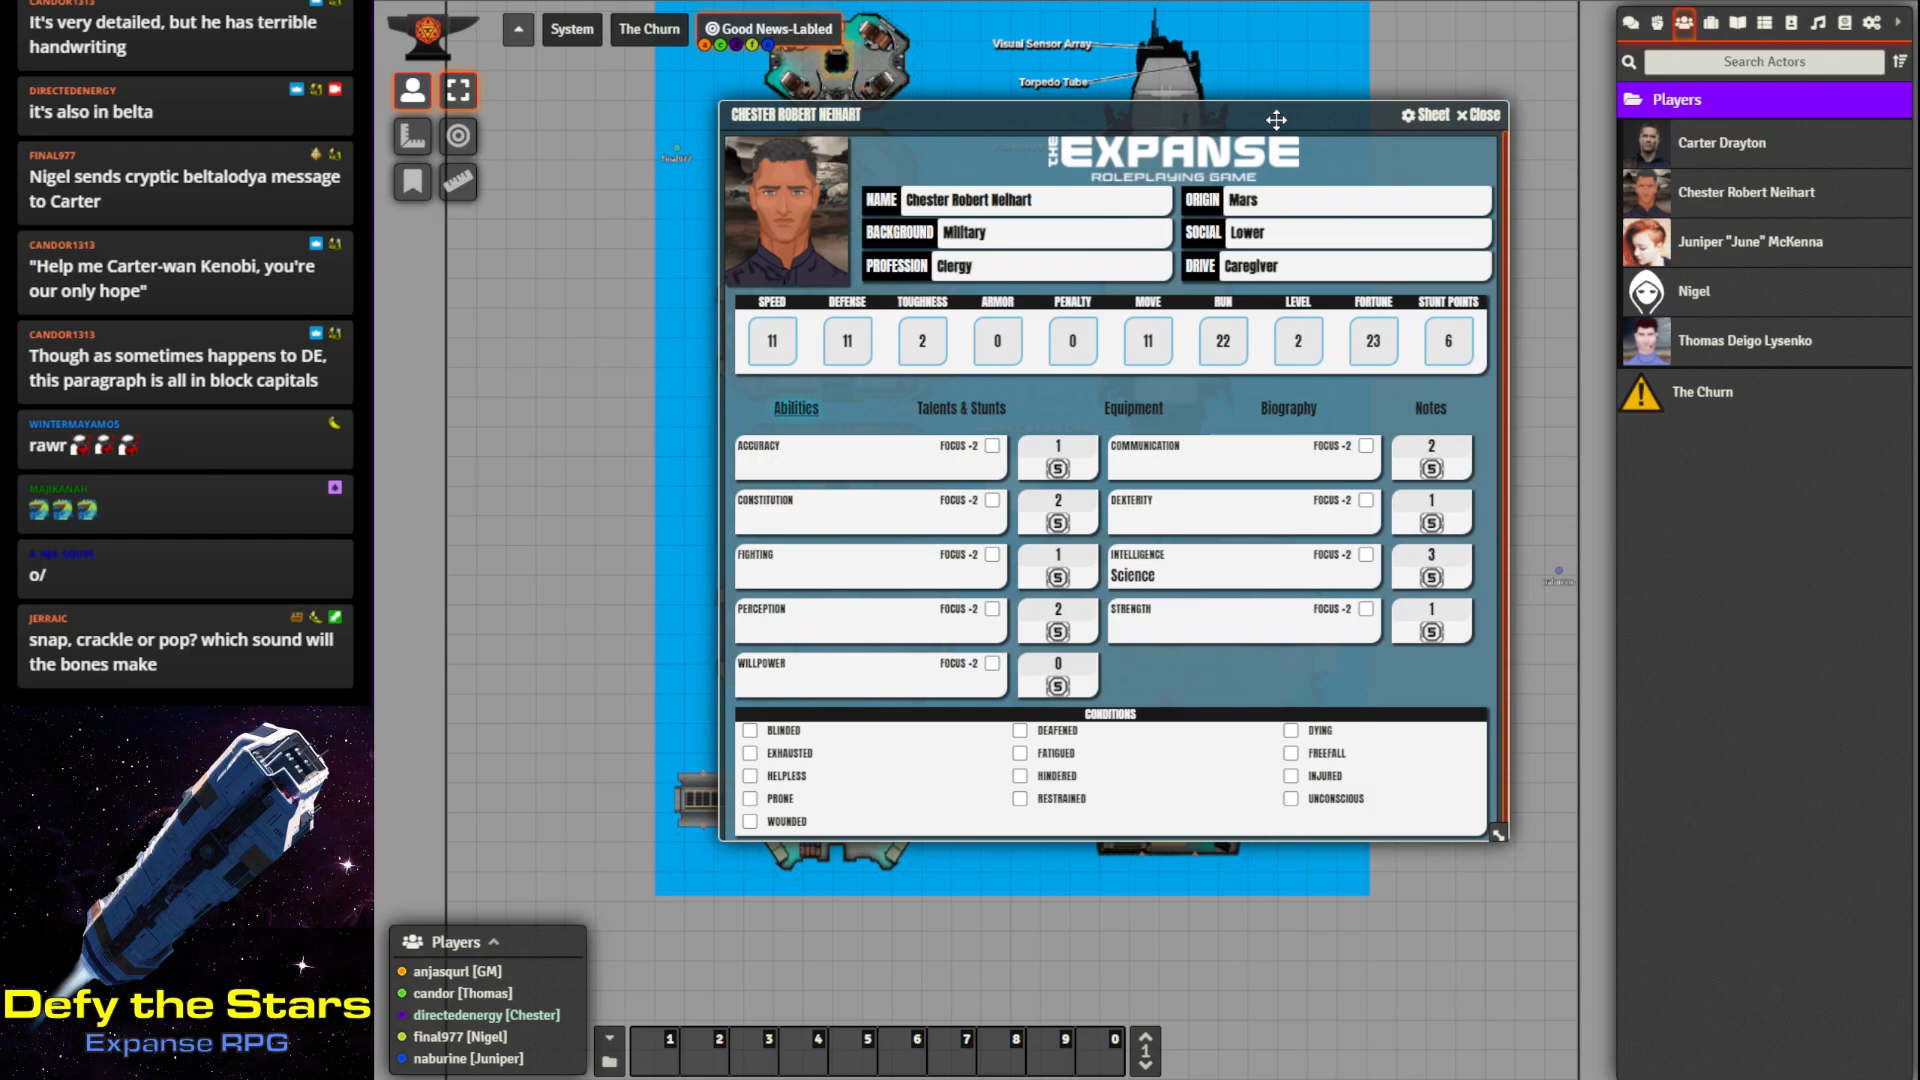 CANDOR1313
It's very detailed, but he has terrible
handwriting
DIRECTEDENERGY
it's also in belta
FINAL977
Nigel sends cryptic beltalodya message
to Carter
CANDOR1313
"Help me Carter-wan Kenobi, you're
our only hope"
CANDOR1313
Though as sometimes happens to DE,
this paragraph is all in block capitals
WINTERMAYAMOS
rawr
MAJIKANAH
o/
JERRAIC
snap, crackle or pop? which sound will
the bones make
Defy the Stars
Expanse RPG
System
The Churn
Good News-Labled
a c d f n
Visual Sensor Array
Torpedo Tube
final977
CHESTER ROBERT NEIHART
Sheet
Close
THE EXPANSE
ROLEPLAYING GAME
NAME Chester Robert Neihart
ORIGIN Mars
BACKGROUND Military
SOCIAL Lower
PROFESSION Clergy
DRIVE Caregiver
SPEED DEFENSE TOUGHNESS ARMOR PENALTY MOVE RUN LEVEL FORTUNE STUNT POINTS
11 11 2 0 0 11 22 2 23 6
Abilities Talents & Stunts Equipment Biography Notes
ACCURACY FOCUS +2 1 COMMUNICATION FOCUS +2 2
CONSTITUTION FOCUS +2 2 DEXTERITY FOCUS +2 1
FIGHTING FOCUS +2 1 INTELLIGENCE FOCUS +2 3
Science
PERCEPTION FOCUS +2 2 STRENGTH FOCUS +2 1
WILLPOWER FOCUS +2 0
CONDITIONS
BLINDED DEAFENED DYING
EXHAUSTED FATIGUED FREEFALL
HELPLESS HINDERED INJURED
PRONE RESTRAINED UNCONSCIOUS
WOUNDED
Players
anjasqurl [GM]
candor [Thomas]
directedenergy [Chester]
final977 [Nigel]
naburine [Juniper]
1 2 3 4 5 6 7 8 9 0
1
Search Actors
Players
Carter Drayton
Chester Robert Neihart
Juniper "June" McKenna
Nigel
Thomas Deigo Lysenko
The Churn